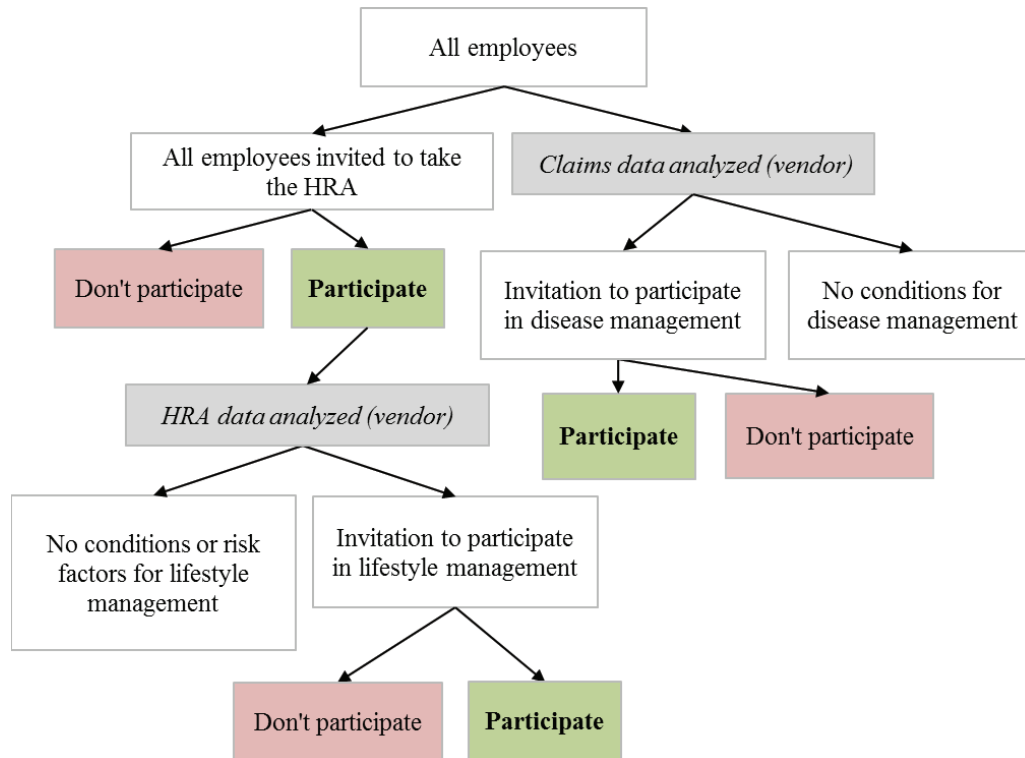 All employees
All employees invited to take
the HRA
Claims data analyzed (vendor)
Don't participate
Participate
Invitation to participate
in disease management
No conditions for
disease management
HRA data analyzed (vendor)
Participate
Don't participate
No conditions or risk
factors for lifestyle
management
Invitation to participate
in lifestyle management
Don't participate
Participate